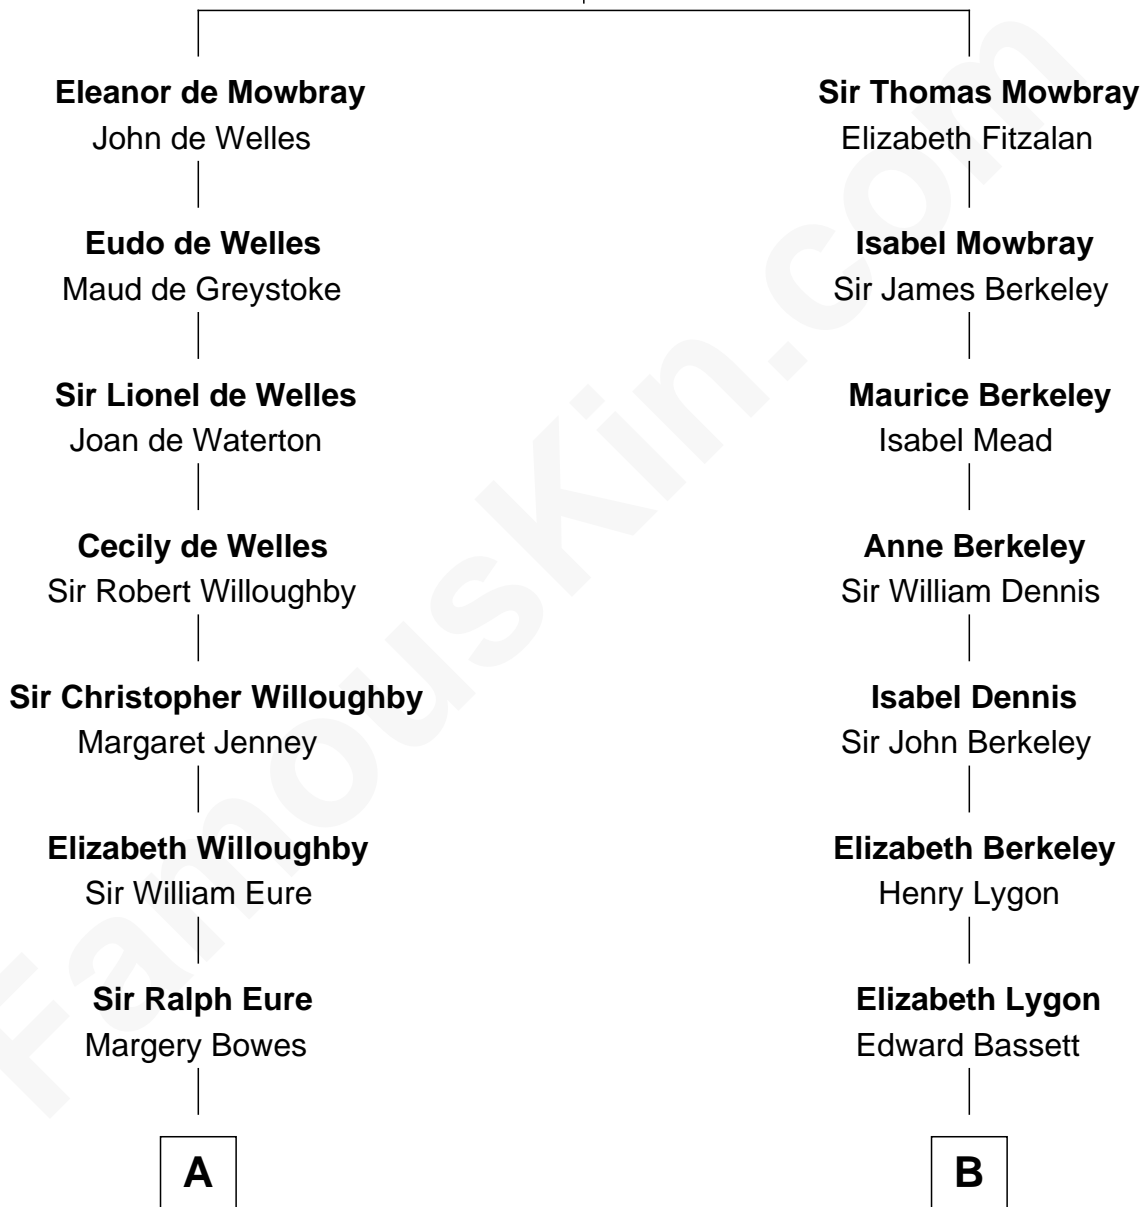 Eleanor de Mowbray
John de Welles
Eudo de Welles
Maud de Greystoke
Sir Lionel de Welles
Joan de Waterton
Cecily de Welles
Sir Robert Willoughby
Sir Christopher Willoughby
Margaret Jenney
Elizabeth Willoughby
Sir William Eure
Sir Ralph Eure
Margery Bowes
A
Sir Thomas Mowbray
Elizabeth Fitzalan
Isabel Mowbray
Sir James Berkeley
Maurice Berkeley
Isabel Mead
Anne Berkeley
Sir William Dennis
Isabel Dennis
Sir John Berkeley
Elizabeth Berkeley
Henry Lygon
Elizabeth Lygon
Edward Bassett
B
FamousKin.com